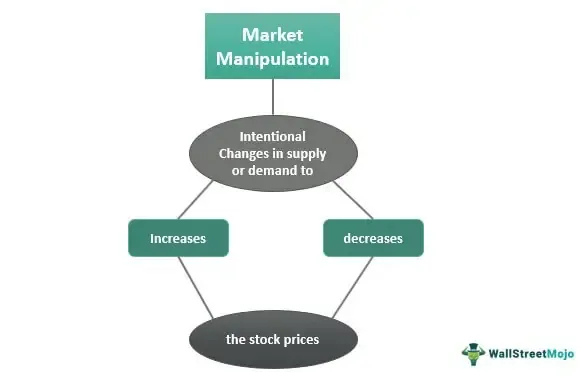 Market
Manipulation
Intentional
Changes in supply
or demand to
Increases
decreases
the stock prices
WallStreetMojo